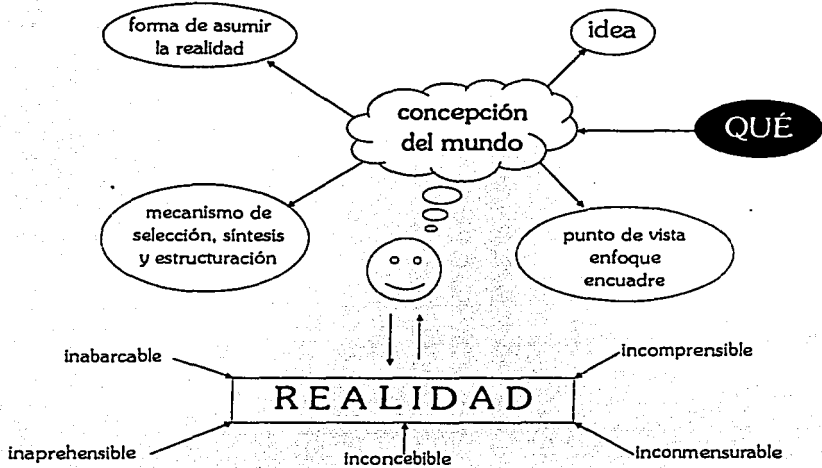 forma de asumir
la realidad
idea
concepción
del mundo
QUÉ
mecanismo de
selección, síntesis
y estructuración
punto de vista
enfoque
encuadre
inabarcable
incomprensible
REALIDAD
inaprehensible
inconcebible
inconmensurable